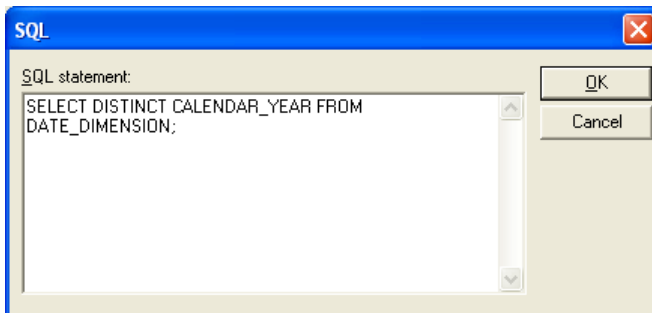 SQL
SQL statement:
OK
SELECT DISTINCT CALENDAR_YEAR FROM
DATE_DIMENSION;
Cancel